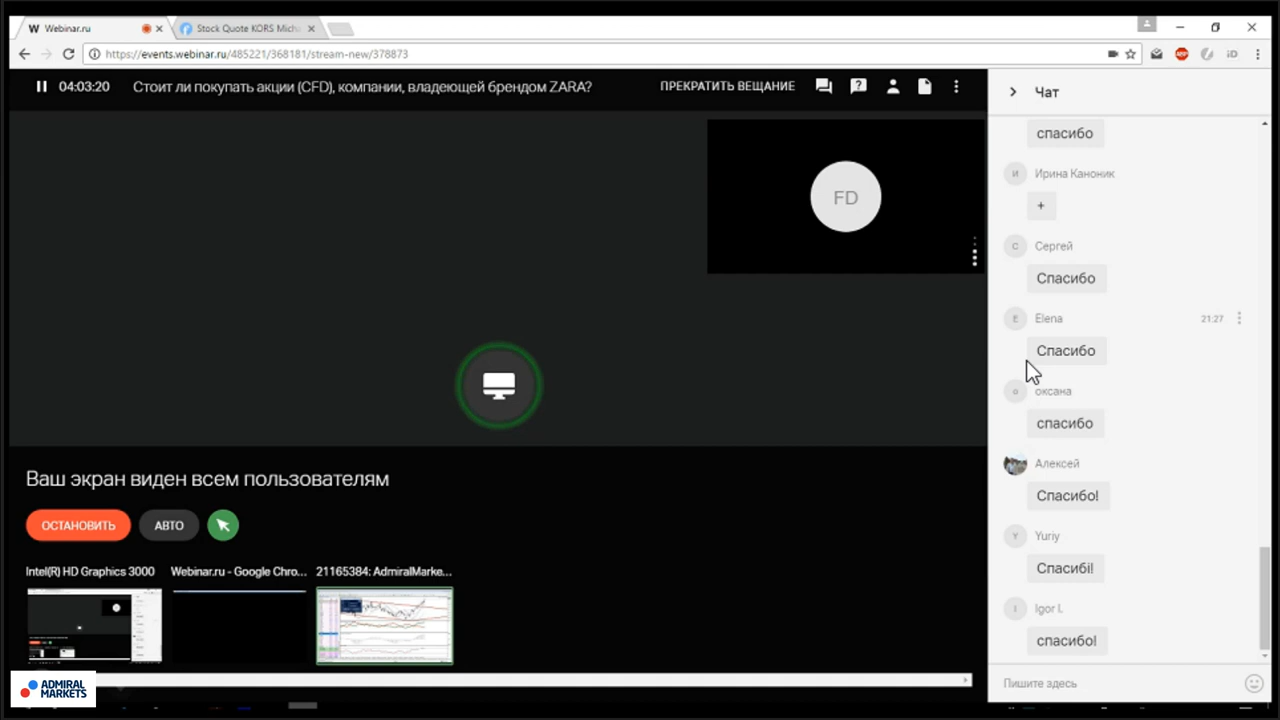 Webinar.ru
Stock Quote KORS Micha
https://events.webinar.ru/485221/368181/stream-new/378873
ABP
iD
04:03:20
Стоит ли покупать акции (CFD), компании, владеющей брендом ZARA?
ПРЕКРАТИТЬ ВЕЩАНИЕ
FD
Ваш экран виден всем пользователям
ОСТАНОВИТЬ
АВТО
Intel(R) HD Graphics 3000
Webinar.ru - Google Chro...
21165384: AdmiralMarke...
ADMIRAL
MARKETS
Чат
спасибо
И
Ирина Каноник
+
С
Сергей
Спасибо
E
Elena
21:27
Спасибо
о
оксана
спасибо
Алексей
Спасибо!
Y
Yuriy
Спасибі!
I
Igor I.
спасибо!
Пишите здесь